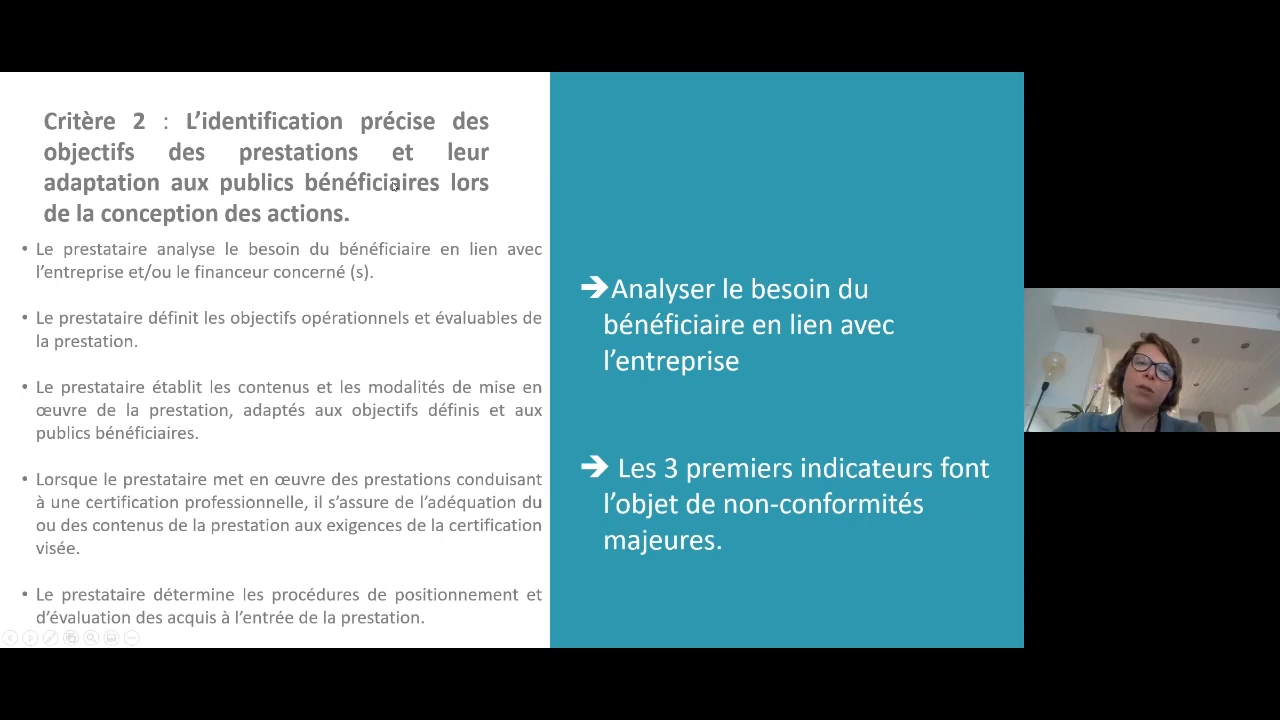 Critère 2 : L’identification précise des
objectifs des prestations et leur
adaptation aux publics bénéficiaires lors
de la conception des actions.
• Le prestataire analyse le besoin du bénéficiaire en lien avec
l’entreprise et/ou le financeur concerné (s).
• Le prestataire définit les objectifs opérationnels et évaluables de
la prestation.
• Le prestataire établit les contenus et les modalités de mise en
œuvre de la prestation, adaptés aux objectifs définis et aux
publics bénéficiaires.
• Lorsque le prestataire met en œuvre des prestations conduisant
à une certification professionnelle, il s’assure de l’adéquation du
ou des contenus de la prestation aux exigences de la certification
visée.
• Le prestataire détermine les procédures de positionnement et
d’évaluation des acquis à l’entrée de la prestation.
➔Analyser le besoin du
bénéficiaire en lien avec
l’entreprise
➔ Les 3 premiers indicateurs font
l’objet de non-conformités
majeures.